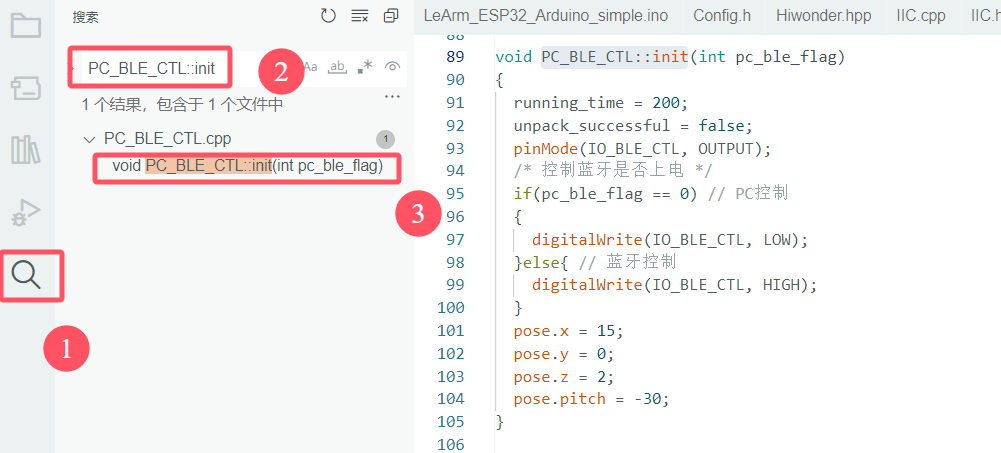 搜索
PC_BLE_CTL::init
Aa ab .*
2
1 个结果，包含于 1 个文件中
...
PC_BLE_CTL.cpp 1
void PC_BLE_CTL::init(int pc_ble_flag)
3
1
LeArm_ESP32_Arduino_simple.ino Config.h Hiwonder.hpp IIC.cpp IIC.h
88
89 void PC_BLE_CTL::init(int pc_ble_flag)
90 {
91 running_time = 200;
92 unpack_successful = false;
93 pinMode(IO_BLE_CTL, OUTPUT);
94 /* 控制蓝牙是否上电 */
95 if(pc_ble_flag == 0) // PC控制
96 {
97 digitalWrite(IO_BLE_CTL, LOW);
98 }else{ // 蓝牙控制
99 digitalWrite(IO_BLE_CTL, HIGH);
100 }
101 pose.x = 15;
102 pose.y = 0;
103 pose.z = 2;
104 pose.pitch = -30;
105 }
106